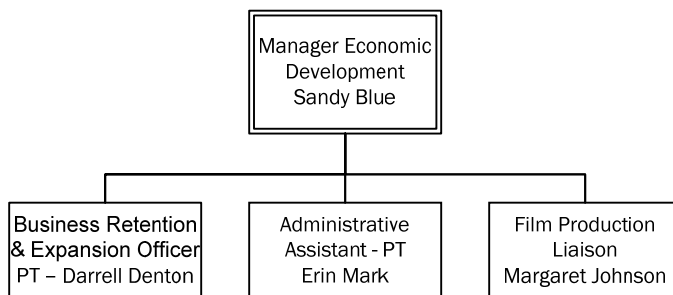 Manager Economic
Development
Sandy Blue
Business Retention
& Expansion Officer
PT – Darrell Denton
Administrative
Assistant - PT
Erin Mark
Film Production
Liaison
Margaret Johnson